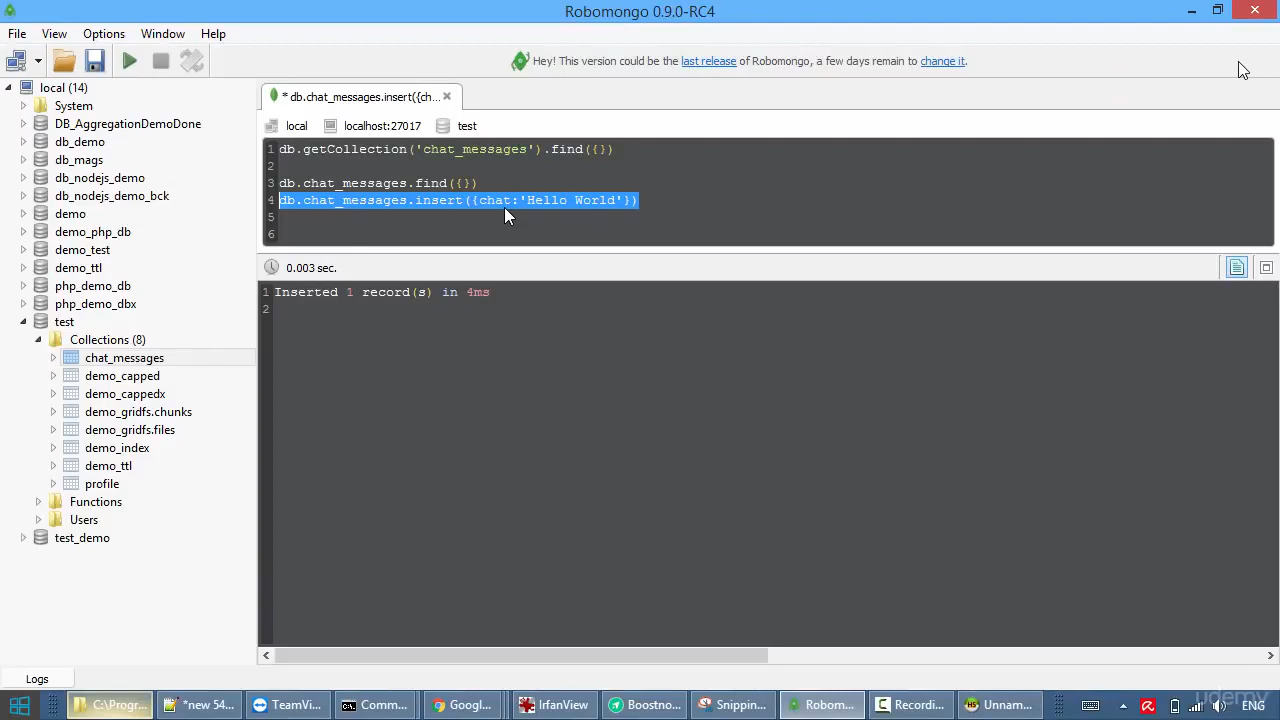 Robomongo 0.9.0-RC4
File View Options Window Help
Hey! This version could be the last release of Robomongo, a few days remain to change it.
local (14)
System
DB_AggregationDemoDone
db_demo
db_mags
db_nodejs_demo
db_nodejs_demo_bck
demo
demo_php_db
demo_test
demo_ttl
php_demo_db
php_demo_dbx
test
Collections (8)
chat_messages
demo_capped
demo_cappedx
demo_gridfs.chunks
demo_gridfs.files
demo_index
demo_ttl
profile
Functions
Users
test_demo
* db.chat_messages.insert({ch...
local localhost:27017 test
1 db.getCollection('chat_messages').find({})
2
3 db.chat_messages.find({})
4 db.chat_messages.insert({chat:'Hello World'})
5
6
0.003 sec.
1 Inserted 1 record(s) in 4ms
2
Logs
C:\Progr... *new 54... TeamVi... Comm... Googl... IrfanView Boostno... Snippin... Robom... Recordi... Unnam... ENG
udemy